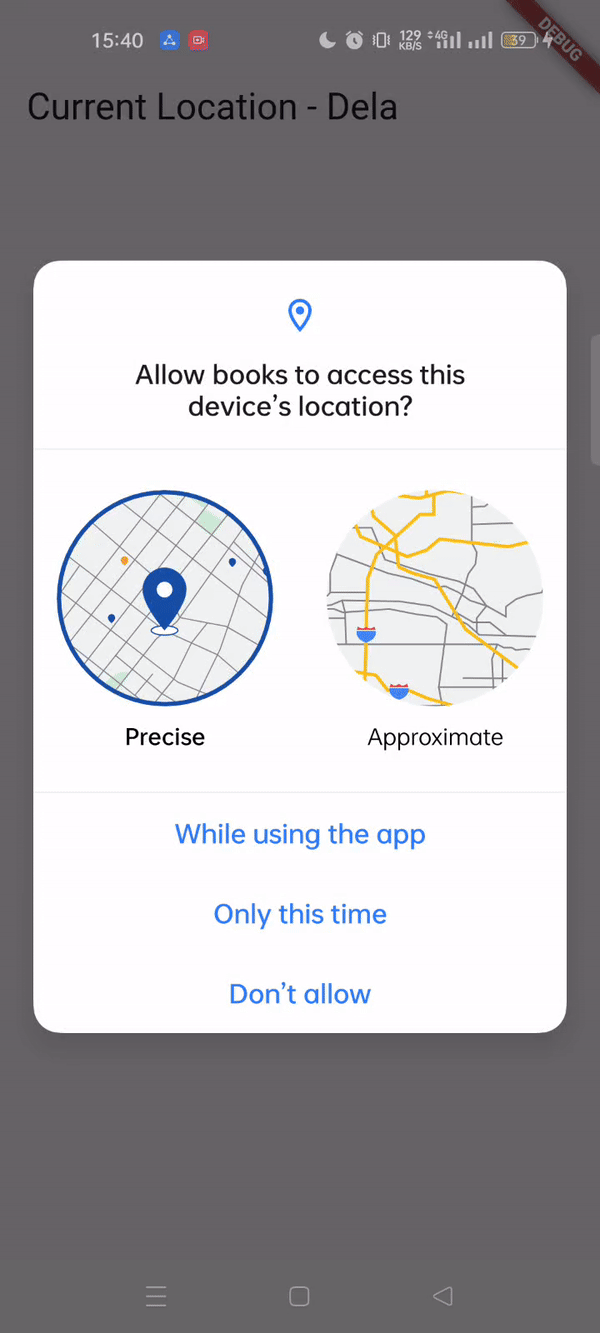 15:40 129 KB/S 4G 39
DEBUG
Current Location - Dela
Allow books to access this
device’s location?
Precise Approximate
While using the app
Only this time
Don’t allow